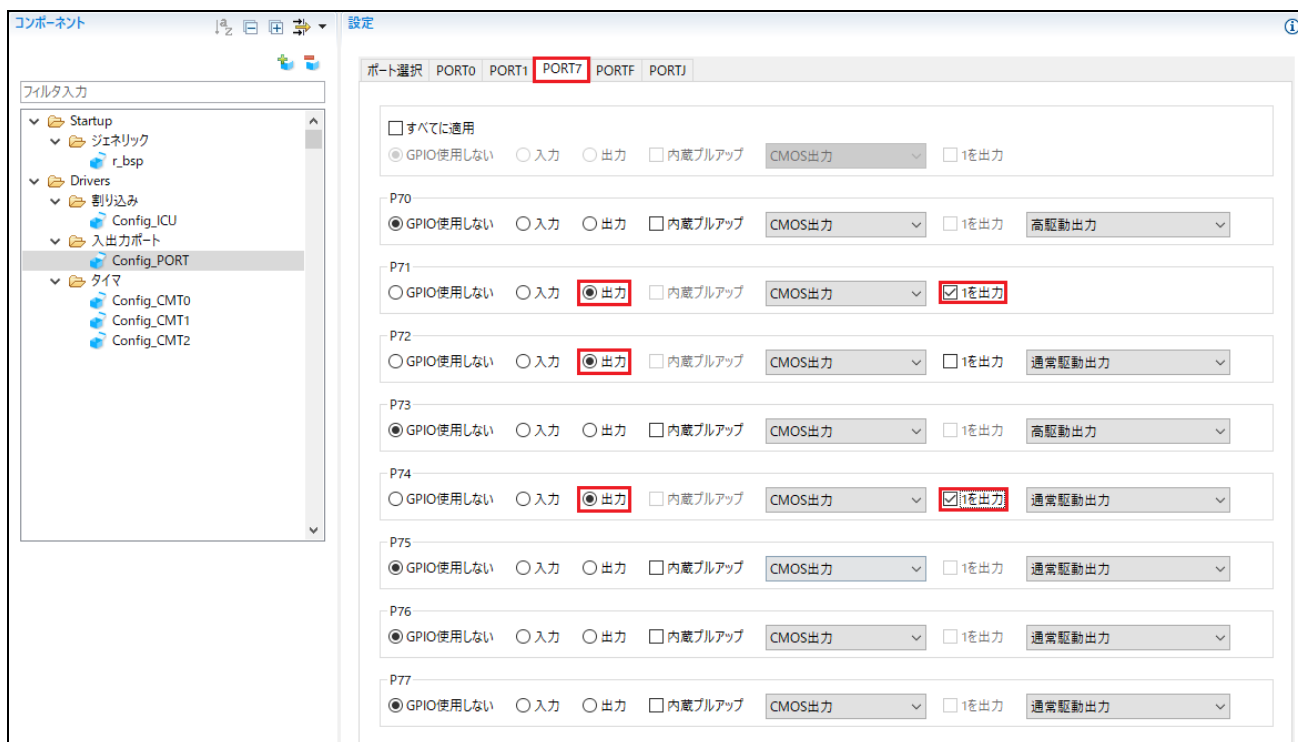 コンポーネント
設定
フィルタ入力
Startup
ジェネリック
r_bsp
Drivers
割り込み
Config_ICU
入出力ポート
Config_PORT
タイマ
Config_CMT0
Config_CMT1
Config_CMT2
ポート選択 PORT0 PORT1 PORT7 PORTF PORTJ
すべてに適用
GPIO使用しない 入力 出力 内蔵プルアップ CMOS出力 1を出力
P70
GPIO使用しない 入力 出力 内蔵プルアップ CMOS出力 1を出力 高駆動出力
P71
GPIO使用しない 入力 出力 内蔵プルアップ CMOS出力 1を出力
P72
GPIO使用しない 入力 出力 内蔵プルアップ CMOS出力 1を出力 通常駆動出力
P73
GPIO使用しない 入力 出力 内蔵プルアップ CMOS出力 1を出力 高駆動出力
P74
GPIO使用しない 入力 出力 内蔵プルアップ CMOS出力 1を出力 通常駆動出力
P75
GPIO使用しない 入力 出力 内蔵プルアップ CMOS出力 1を出力 通常駆動出力
P76
GPIO使用しない 入力 出力 内蔵プルアップ CMOS出力 1を出力 通常駆動出力
P77
GPIO使用しない 入力 出力 内蔵プルアップ CMOS出力 1を出力 通常駆動出力